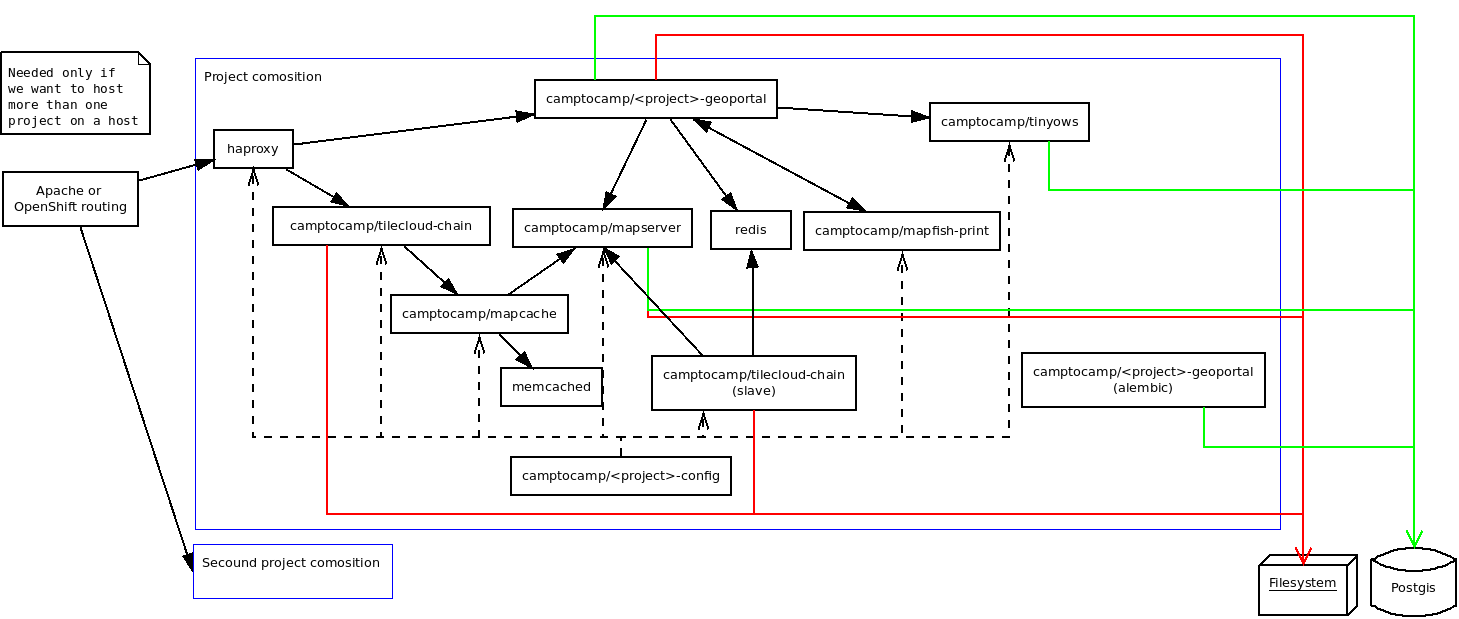 Needed only if
we want to host
more than one
project on a host
Project comosition
camptocamp/<project>-geoportal
camptocamp/tinyows
haproxy
Apache or
OpenShift routing
camptocamp/tilecloud-chain
camptocamp/mapserver
redis
camptocamp/mapfish-print
camptocamp/mapcache
memcached
camptocamp/tilecloud-chain
(slave)
camptocamp/<project>-geoportal
(alembic)
camptocamp/<project>-config
Secound project comosition
Filesystem
Postgis